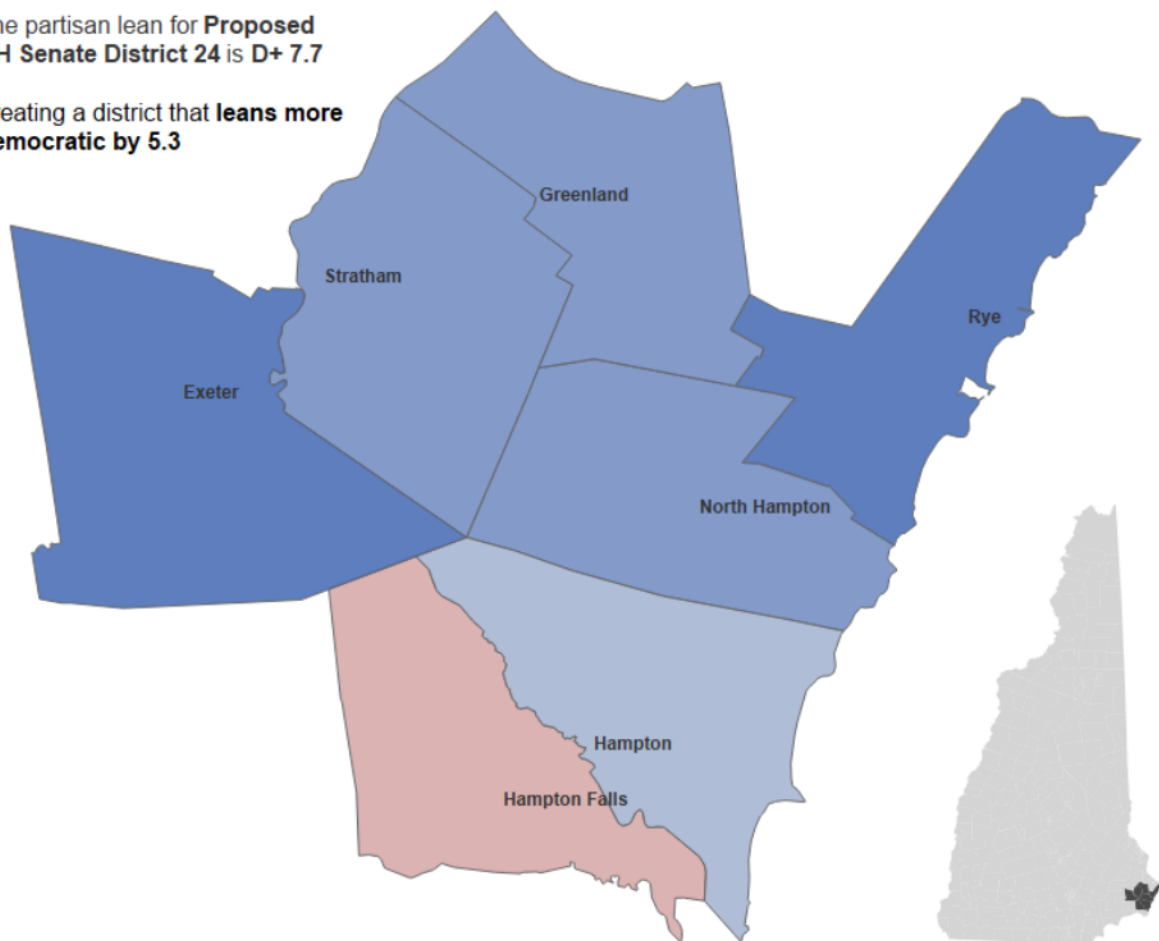 he partisan lean for Proposed
H Senate District 24 is D+ 7.7
reating a district that leans more
emocratic by 5.3
Greenland
Stratham
Rye
Exeter
North Hampton
Hampton
Hampton Falls